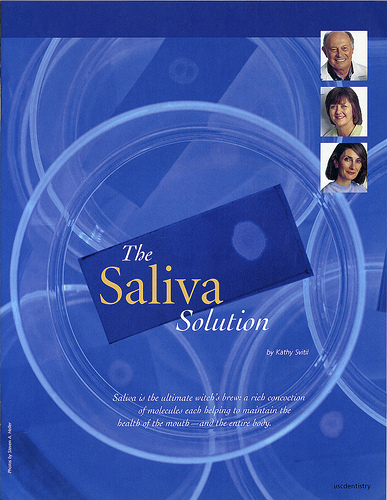 The
Saliva
Solution
by Kathy Svitil
Saliva is the ultimate witch's brew: a rich concoction
of molecules each helping to maintain the
health of the mouth—and the entire body.
Photos by Steven A. Heller
uscdentistry